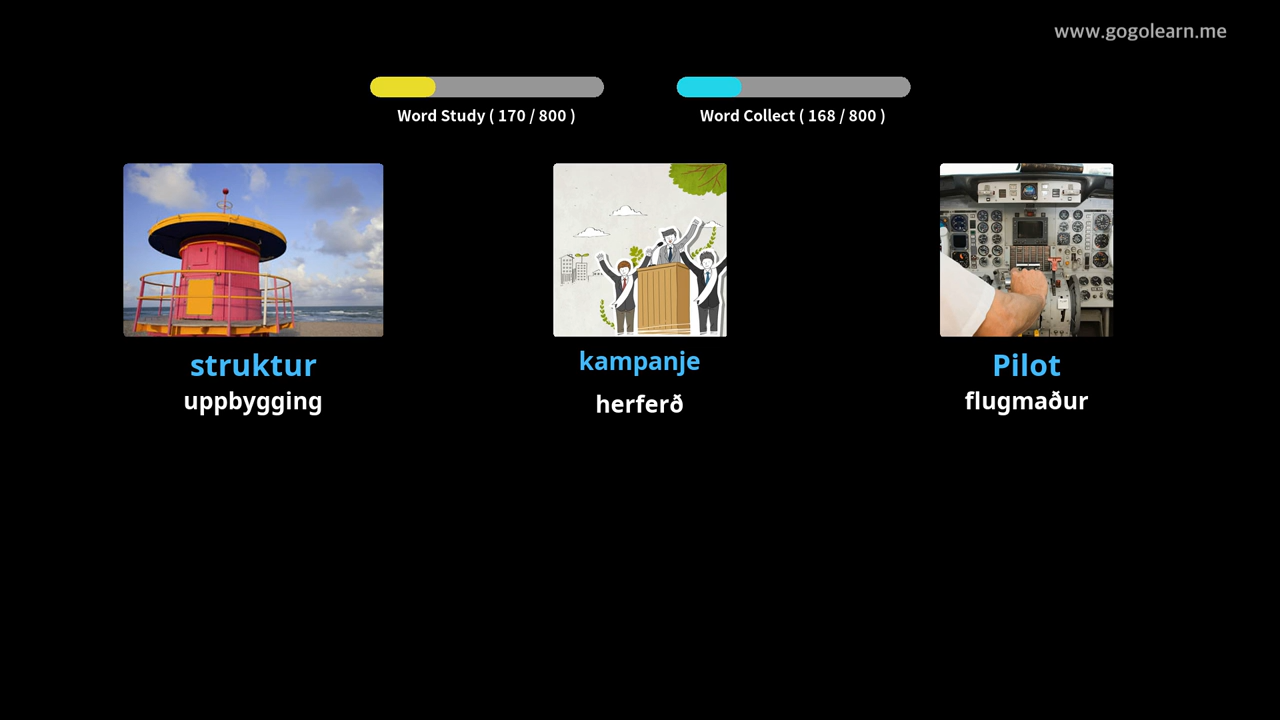 www.gogolearn.me
Word Study ( 170 / 800 )
Word Collect ( 168 / 800 )
struktur
uppbygging
kampanje
herferð
Pilot
flugmaður